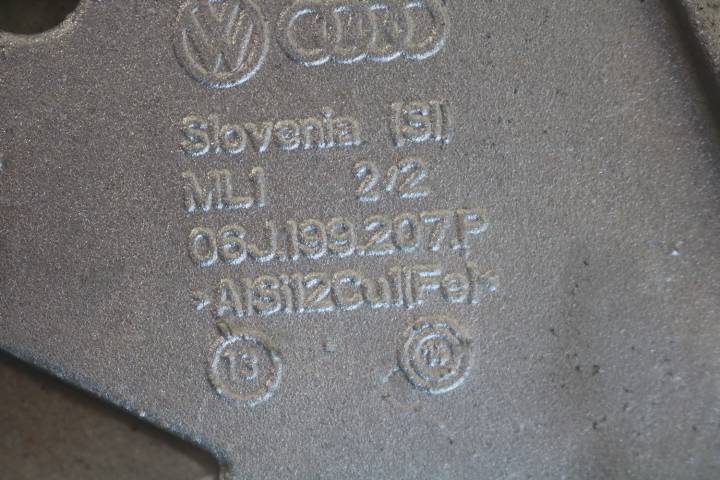 Slovenia (SI)
ML1 2/2
06J.199.207.P
>AlSi12Cu1(Fe)<
13